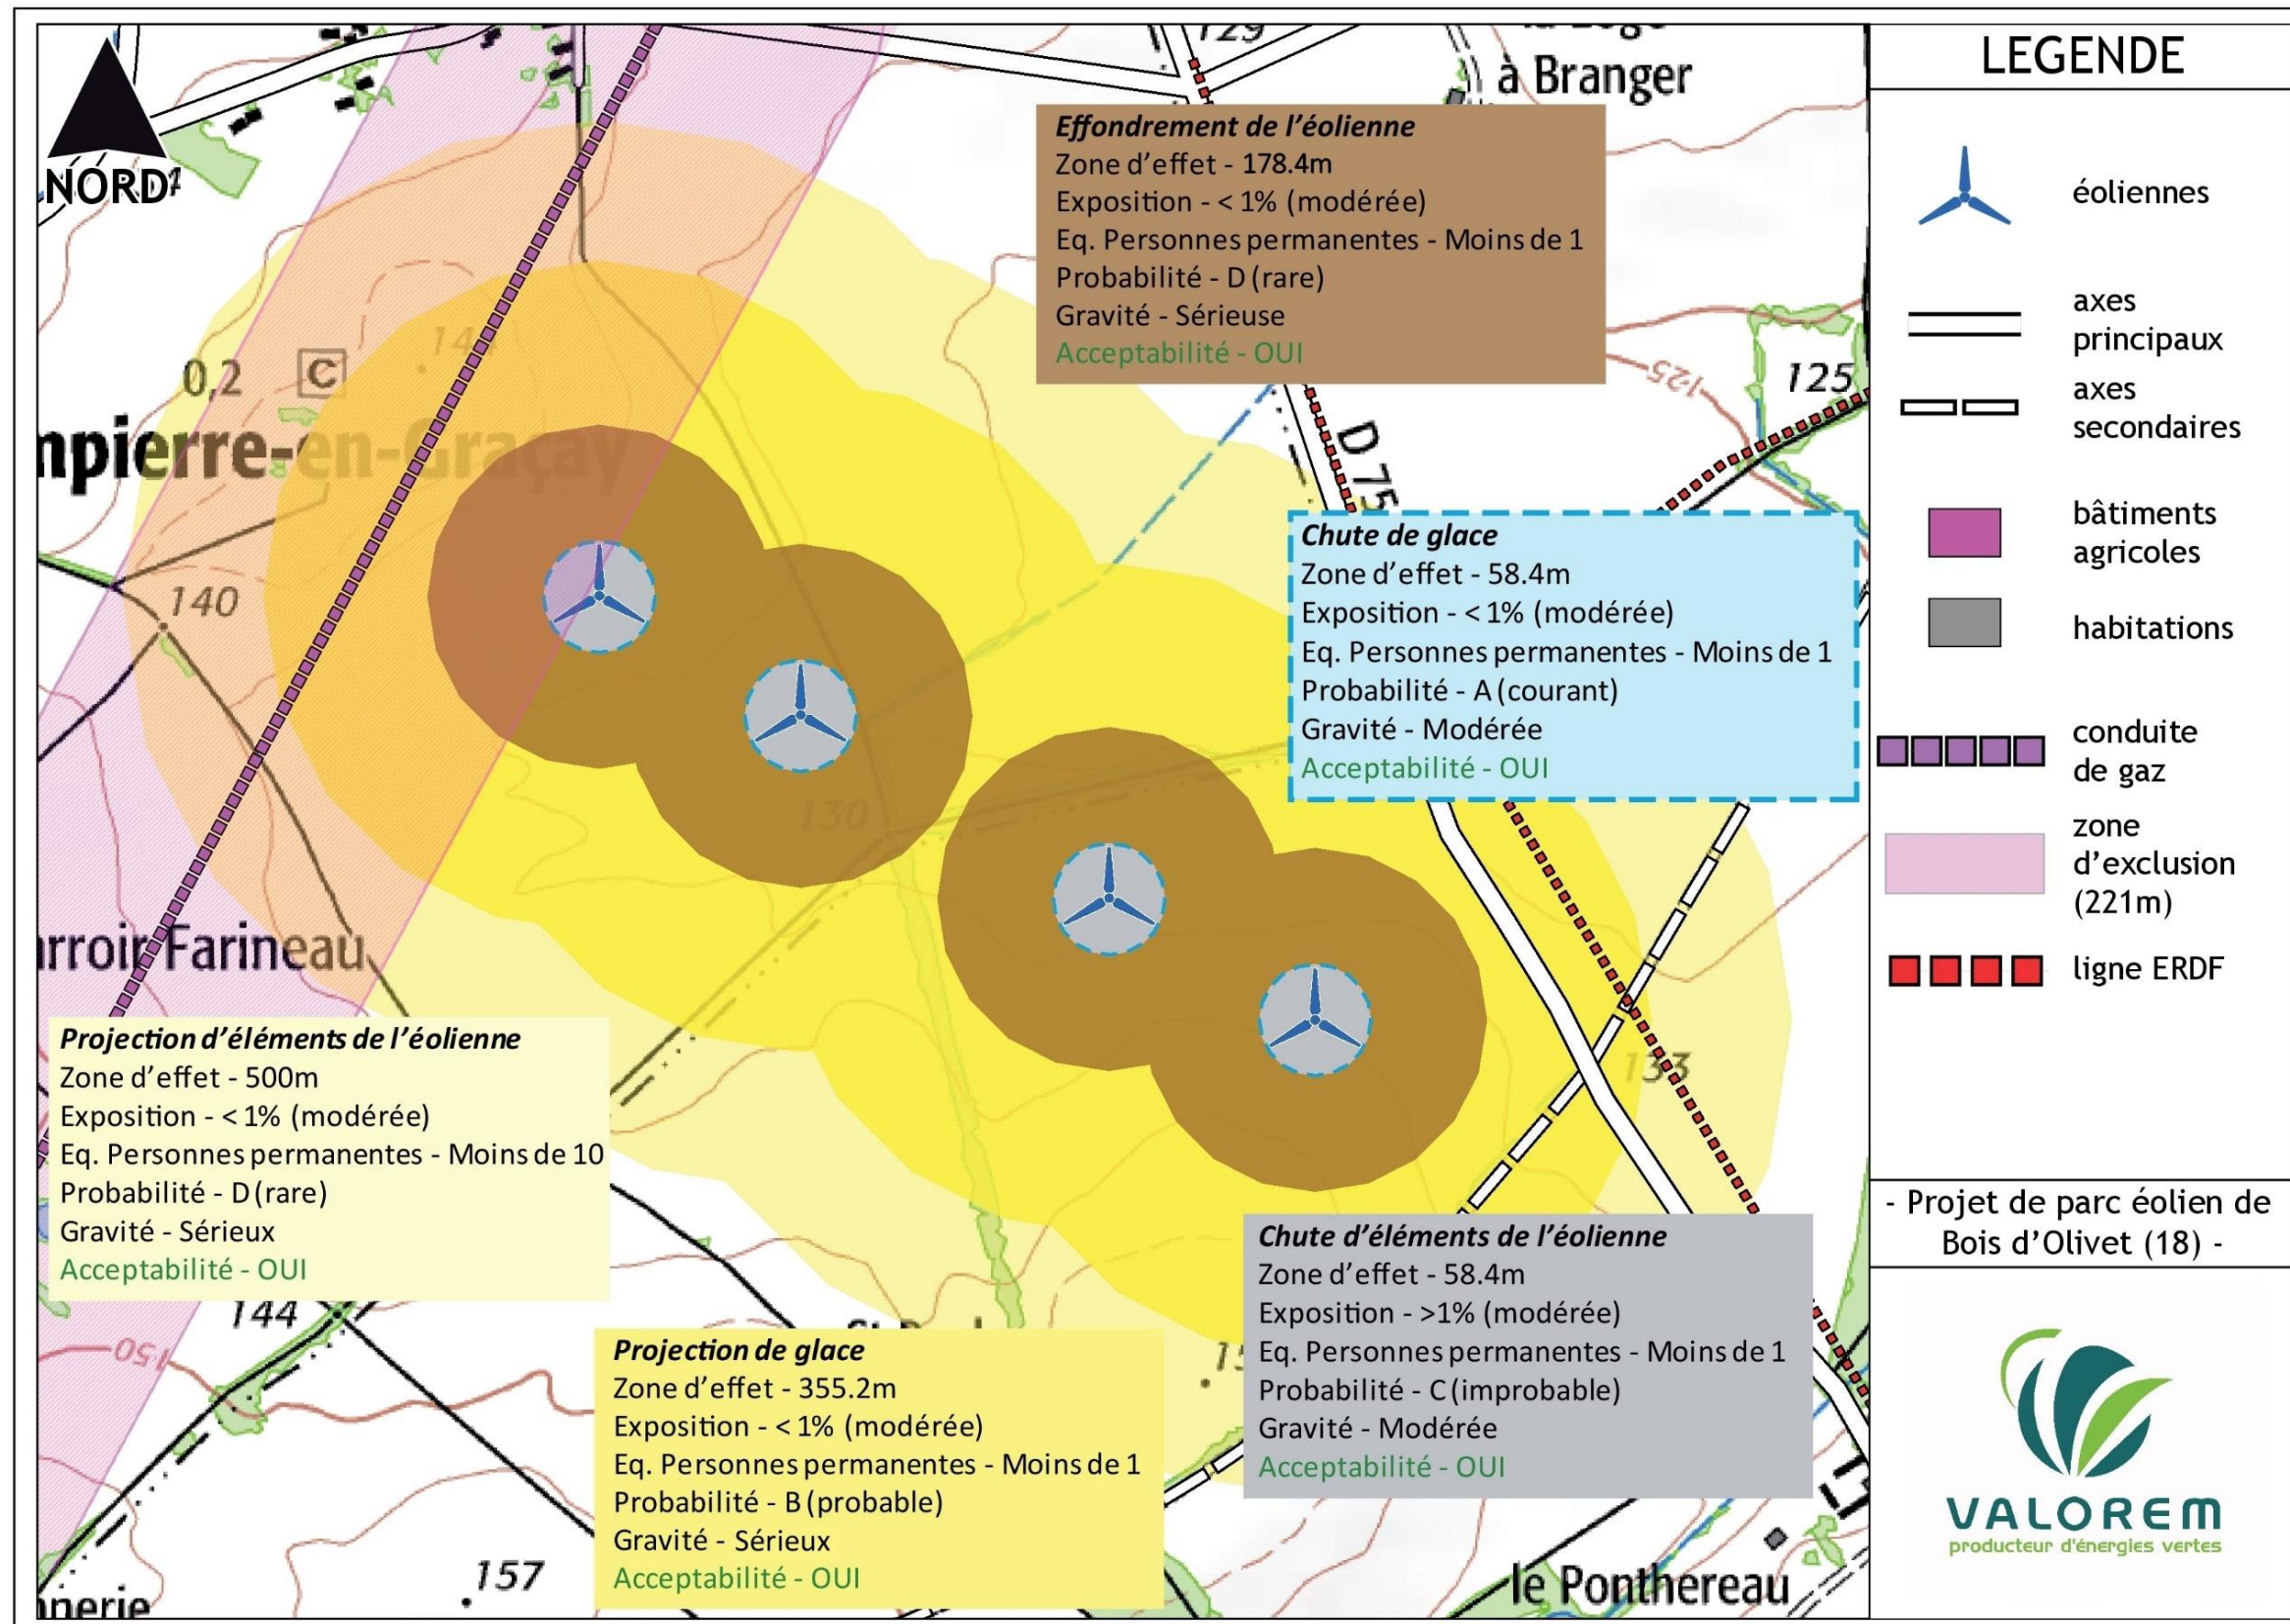 129
à Branger
NORD
Effondrement de l'éolienne
Zone d'effet - 178.4m
Exposition - < 1% (modérée)
Eq. Personnes permanentes - Moins de 1
Probabilité - D (rare)
Gravité - Sérieuse
Acceptabilité - OUI
0,2
C
125
125
D 75
npierre-en-Graçay
140
130
Chute de glace
Zone d'effet - 58.4m
Exposition - < 1% (modérée)
Eq. Personnes permanentes - Moins de 1
Probabilité - A (courant)
Gravité - Modérée
Acceptabilité - OUI
rroir Farineau
133
Projection d'éléments de l'éolienne
Zone d'effet - 500m
Exposition - < 1% (modérée)
Eq. Personnes permanentes - Moins de 10
Probabilité - D (rare)
Gravité - Sérieux
Acceptabilité - OUI
144
150
Projection de glace
Zone d'effet - 355.2m
Exposition - < 1% (modérée)
Eq. Personnes permanentes - Moins de 1
Probabilité - B (probable)
Gravité - Sérieux
Acceptabilité - OUI
Chute d'éléments de l'éolienne
Zone d'effet - 58.4m
Exposition - >1% (modérée)
Eq. Personnes permanentes - Moins de 1
Probabilité - C (improbable)
Gravité - Modérée
Acceptabilité - OUI
157
nnerie
le Ponthereau
LEGENDE
éoliennes
axes
principaux
axes
secondaires
bâtiments
agricoles
habitations
conduite
de gaz
zone
d'exclusion
(221m)
ligne ERDF
- Projet de parc éolien de
Bois d'Olivet (18) -
VALOREM
producteur d'énergies vertes